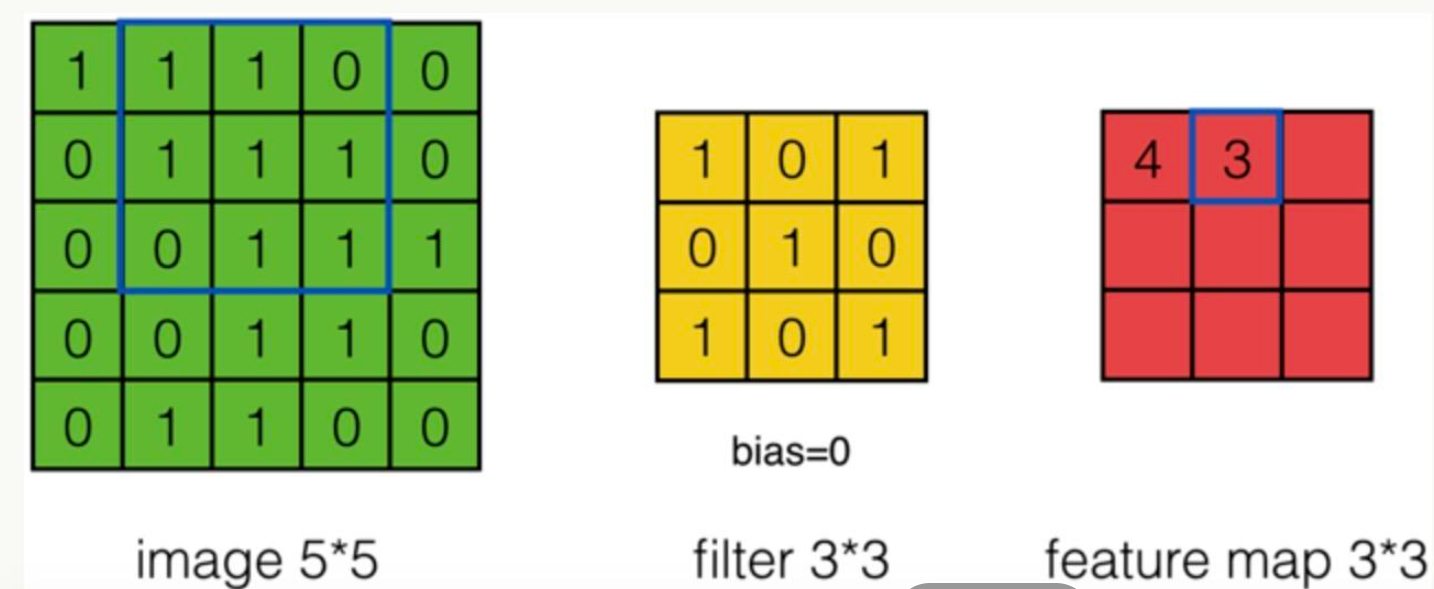 1 1 1 0 0
0 1 1 1 0
0 0 1 1 1
0 0 1 1 0
0 1 1 0 0
image 5*5
1 0 1
0 1 0
1 0 1
bias=0
filter 3*3
4 3
feature map 3*3